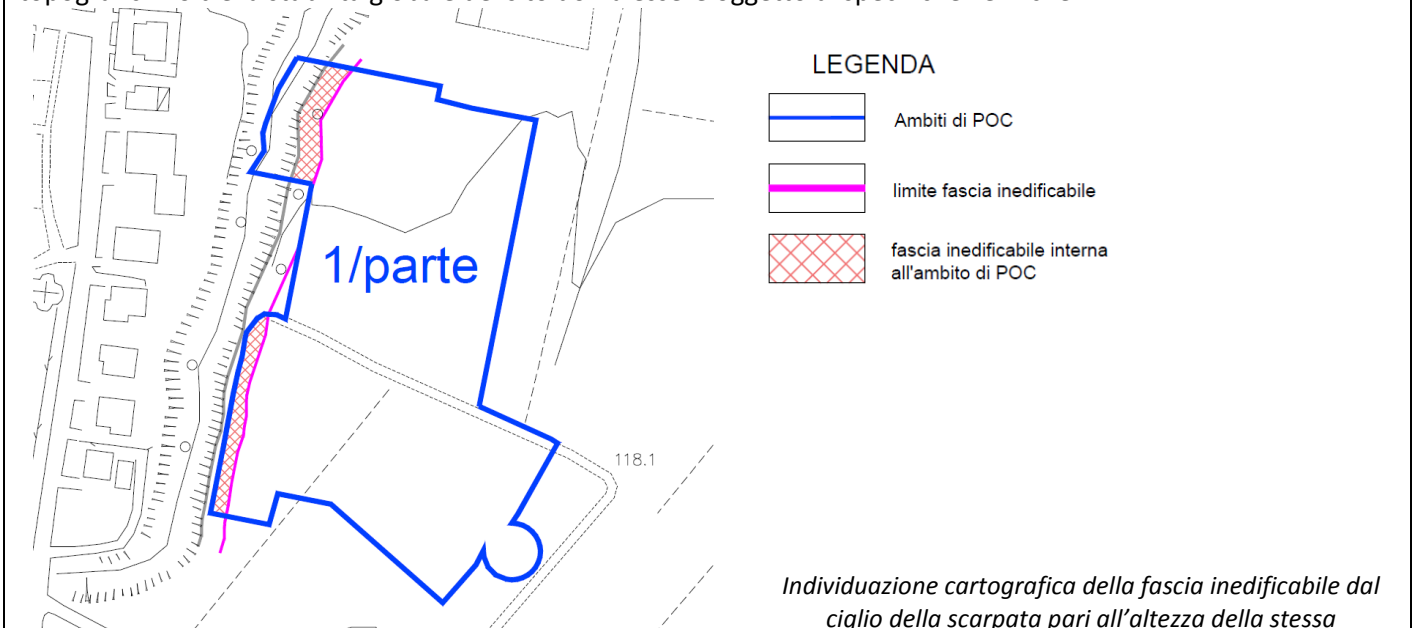 LEGENDA
Ambiti di POC
limite fascia inedificabile
fascia inedificabile interna
all'ambito di POC
1/parte
118.1
Individuazione cartografica della fascia inedificabile dal
ciglio della scarpata pari all’altezza della stessa